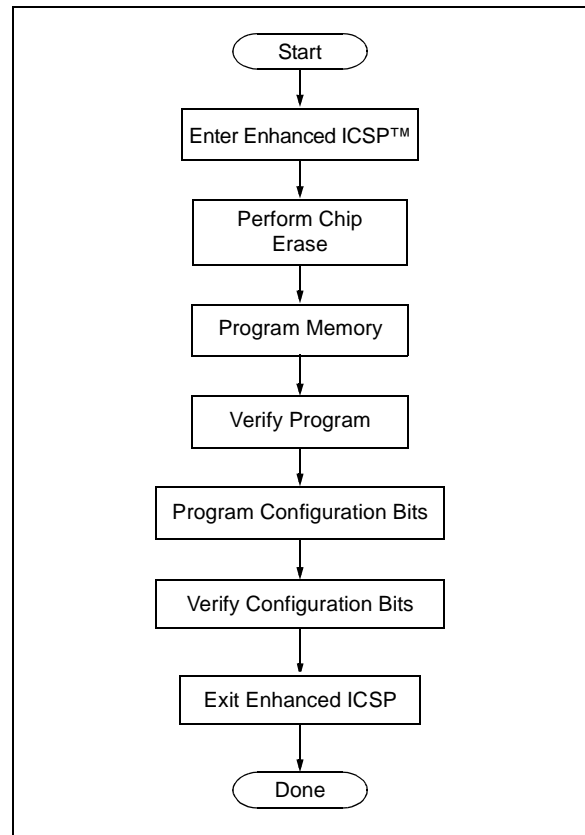 Start
Enter Enhanced ICSP™
Perform Chip
Erase
Program Memory
Verify Program
Program Configuration Bits
Verify Configuration Bits
Exit Enhanced ICSP
Done